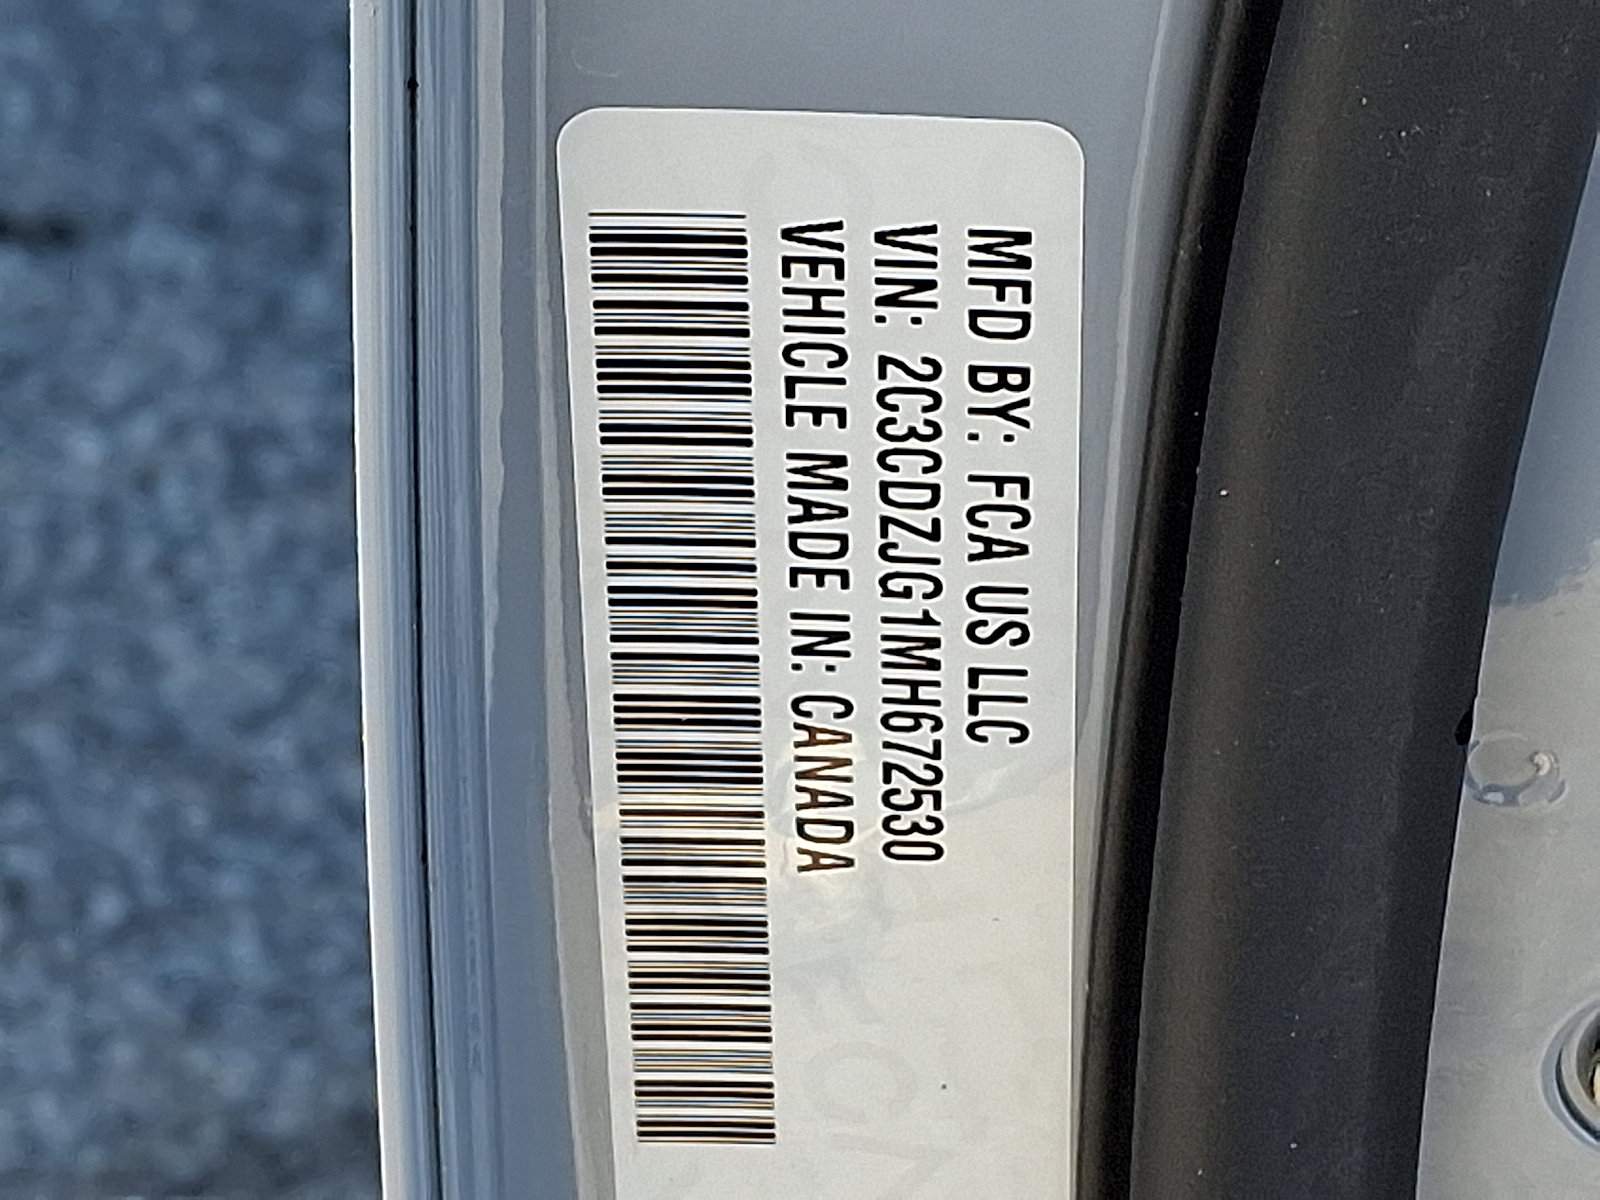 MFD BY: FCA US LLC
VIN: 2C3CDZJG1MH672530
VEHICLE MADE IN: CANADA